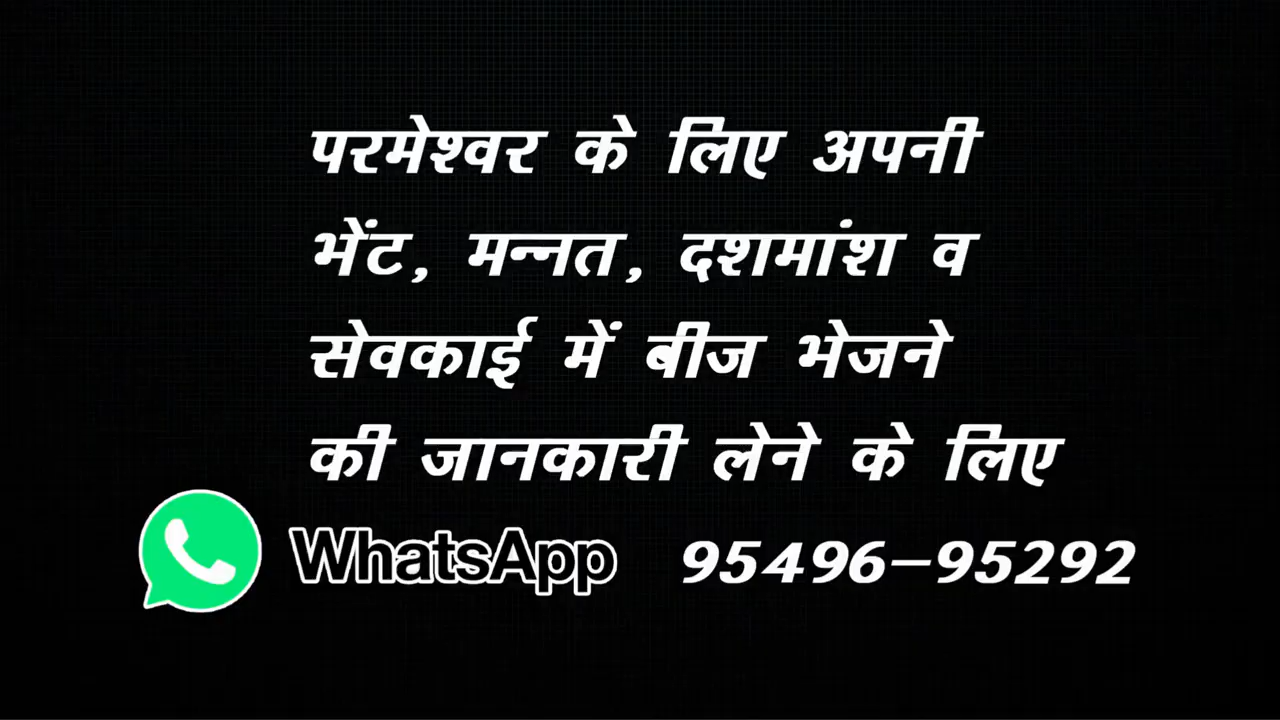 परमेश्वर के लिए अपनी
भेंट, मन्नत, दशमांश व
सेवकाई में बीज भेजने
की जानकारी लेने के लिए
WhatsApp 95496-95292